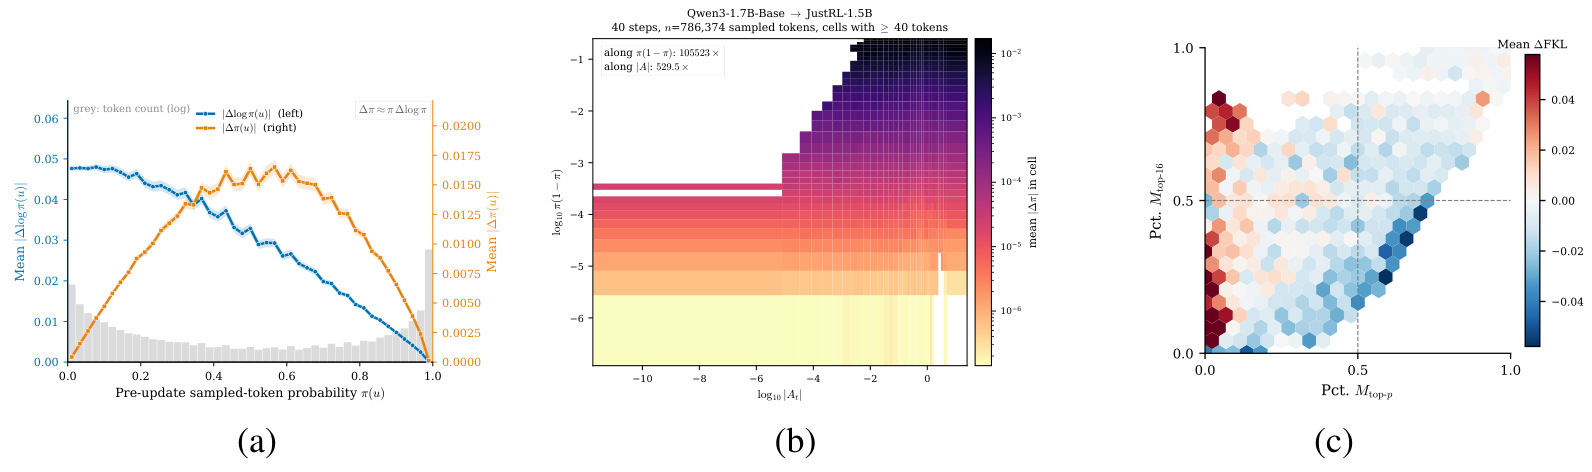 grey: token count (log)
|Δlog π(u)| (left)
|Δπ(u)| (right)
Δπ ≈ π Δlog π
0.06
0.05
0.04
0.03
0.02
0.01
0.00
Mean |Δlog π(u)|
0.0200
0.0175
0.0150
0.0125
0.0100
0.0075
0.0050
0.0025
0.0000
Mean |Δπ(u)|
0.0 0.2 0.4 0.6 0.8 1.0
Pre-update sampled-token probability π(u)
(a)
Qwen3-1.7B-Base → JustRL-1.5B
40 steps, n=786,374 sampled tokens, cells with ≥ 40 tokens
along π(1 − π): 105523 ×
along |A|: 529.5 ×
−1
−2
−3
−4
−5
−6
log₁₀ π(1 − π)
−10 −8 −6 −4 −2 0
log₁₀ |Aₜ|
10⁻²
10⁻³
10⁻⁴
10⁻⁵
10⁻⁶
mean |Δπ| in cell
(b)
Mean ΔFKL
1.0
0.5
0.0
Pct. M_top-16
0.0 0.5 1.0
Pct. M_top-p
0.04
0.02
0.00
−0.02
−0.04
(c)